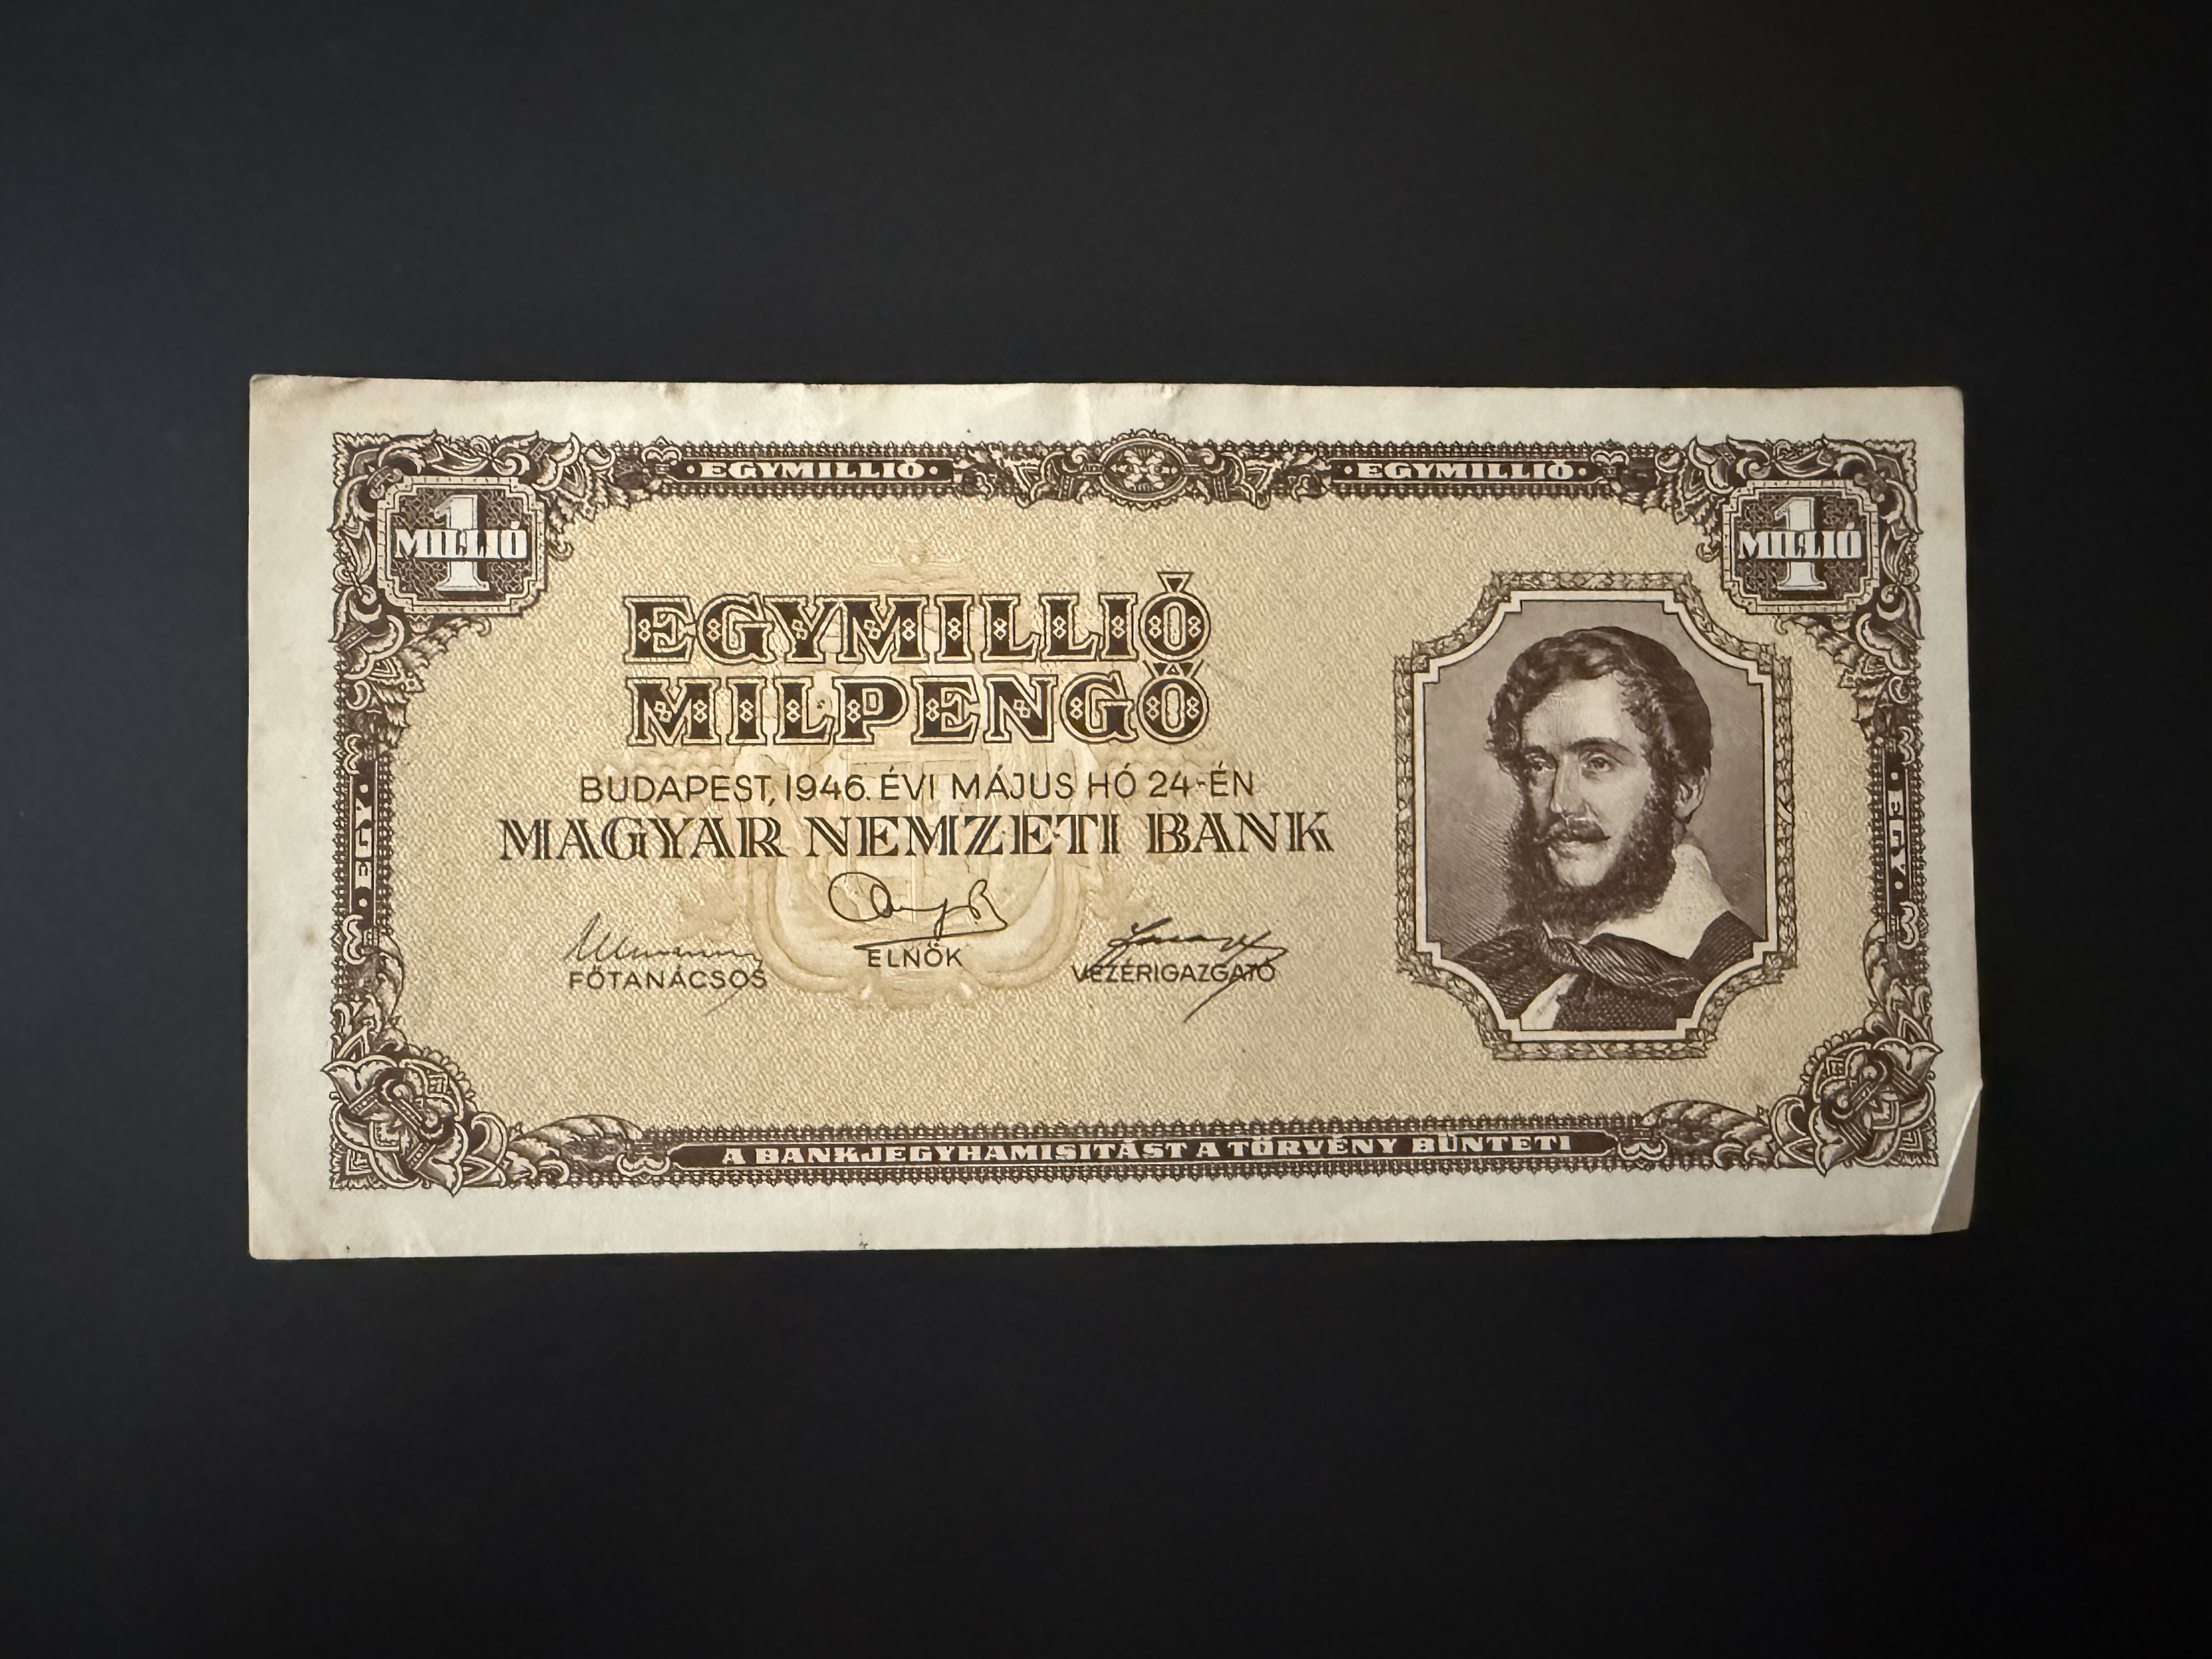 ·EGYMILLIÓ· ·EGYMILLIÓ·
1 MILLIÓ
1 MILLIÓ
EGYMILLIÓ
MILPENGŐ
BUDAPEST, 1946. ÉVI MÁJUS HÓ 24-ÉN
MAGYAR NEMZETI BANK
FŐTANÁCSOS
ELNÖK
VEZÉRIGAZGATÓ
·EGY·
·EGY·
A BANKJEGYHAMISITÁST A TÖRVÉNY BÜNTETI